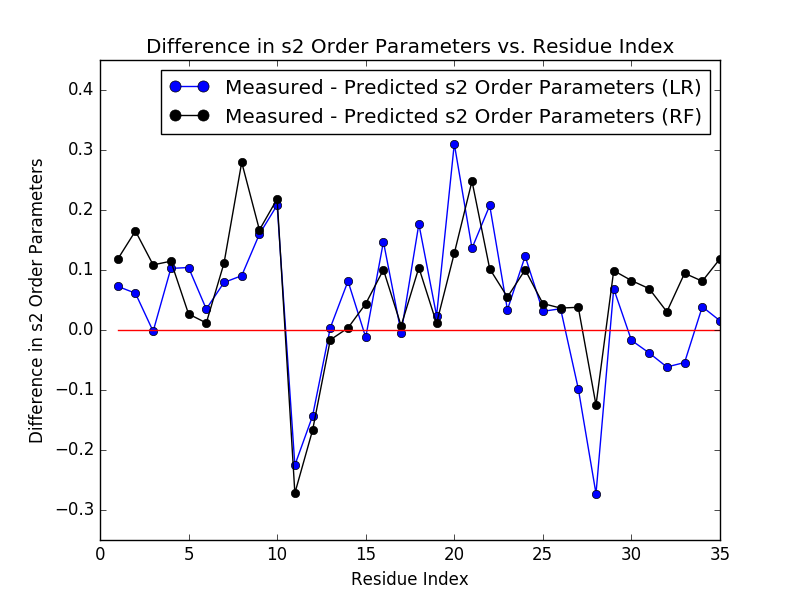 Difference in s2 Order Parameters vs. Residue Index
Measured - Predicted s2 Order Parameters (LR)
Measured - Predicted s2 Order Parameters (RF)
Difference in s2 Order Parameters
0.4
0.3
0.2
0.1
0.0
−0.1
−0.2
−0.3
0 5 10 15 20 25 30 35
Residue Index